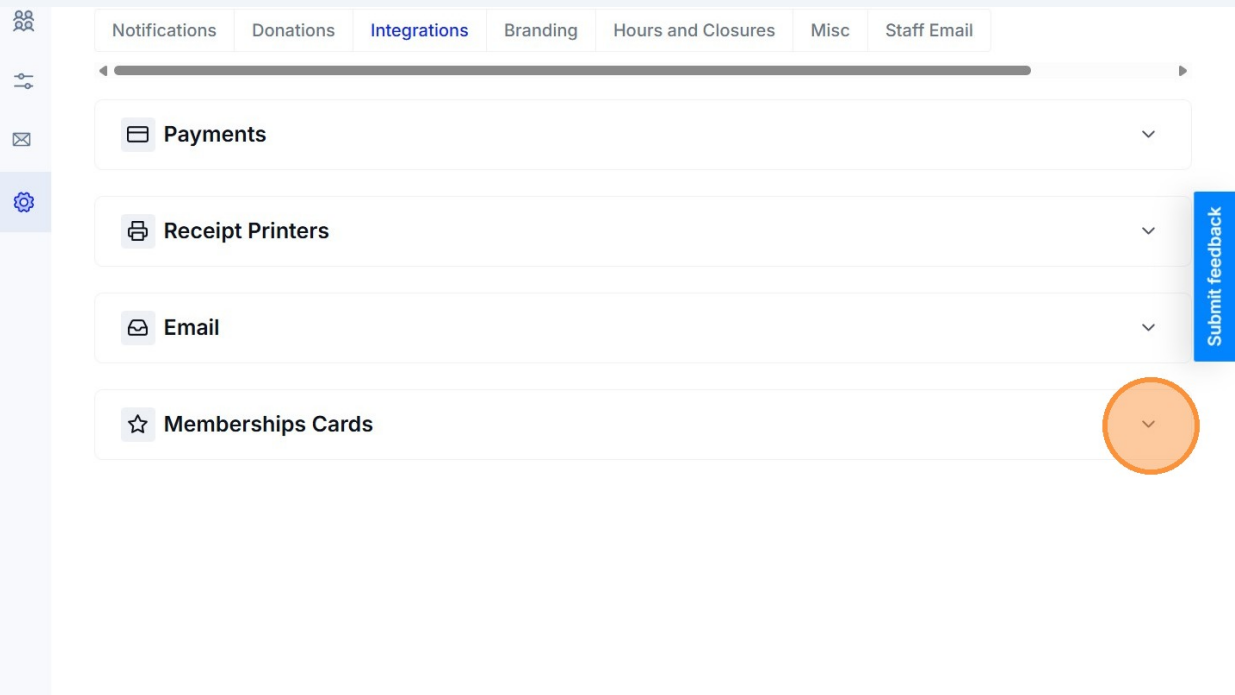 Notifications Donations Integrations Branding Hours and Closures Misc Staff Email
Payments
Receipt Printers
Submit feedback
Email
Memberships Cards